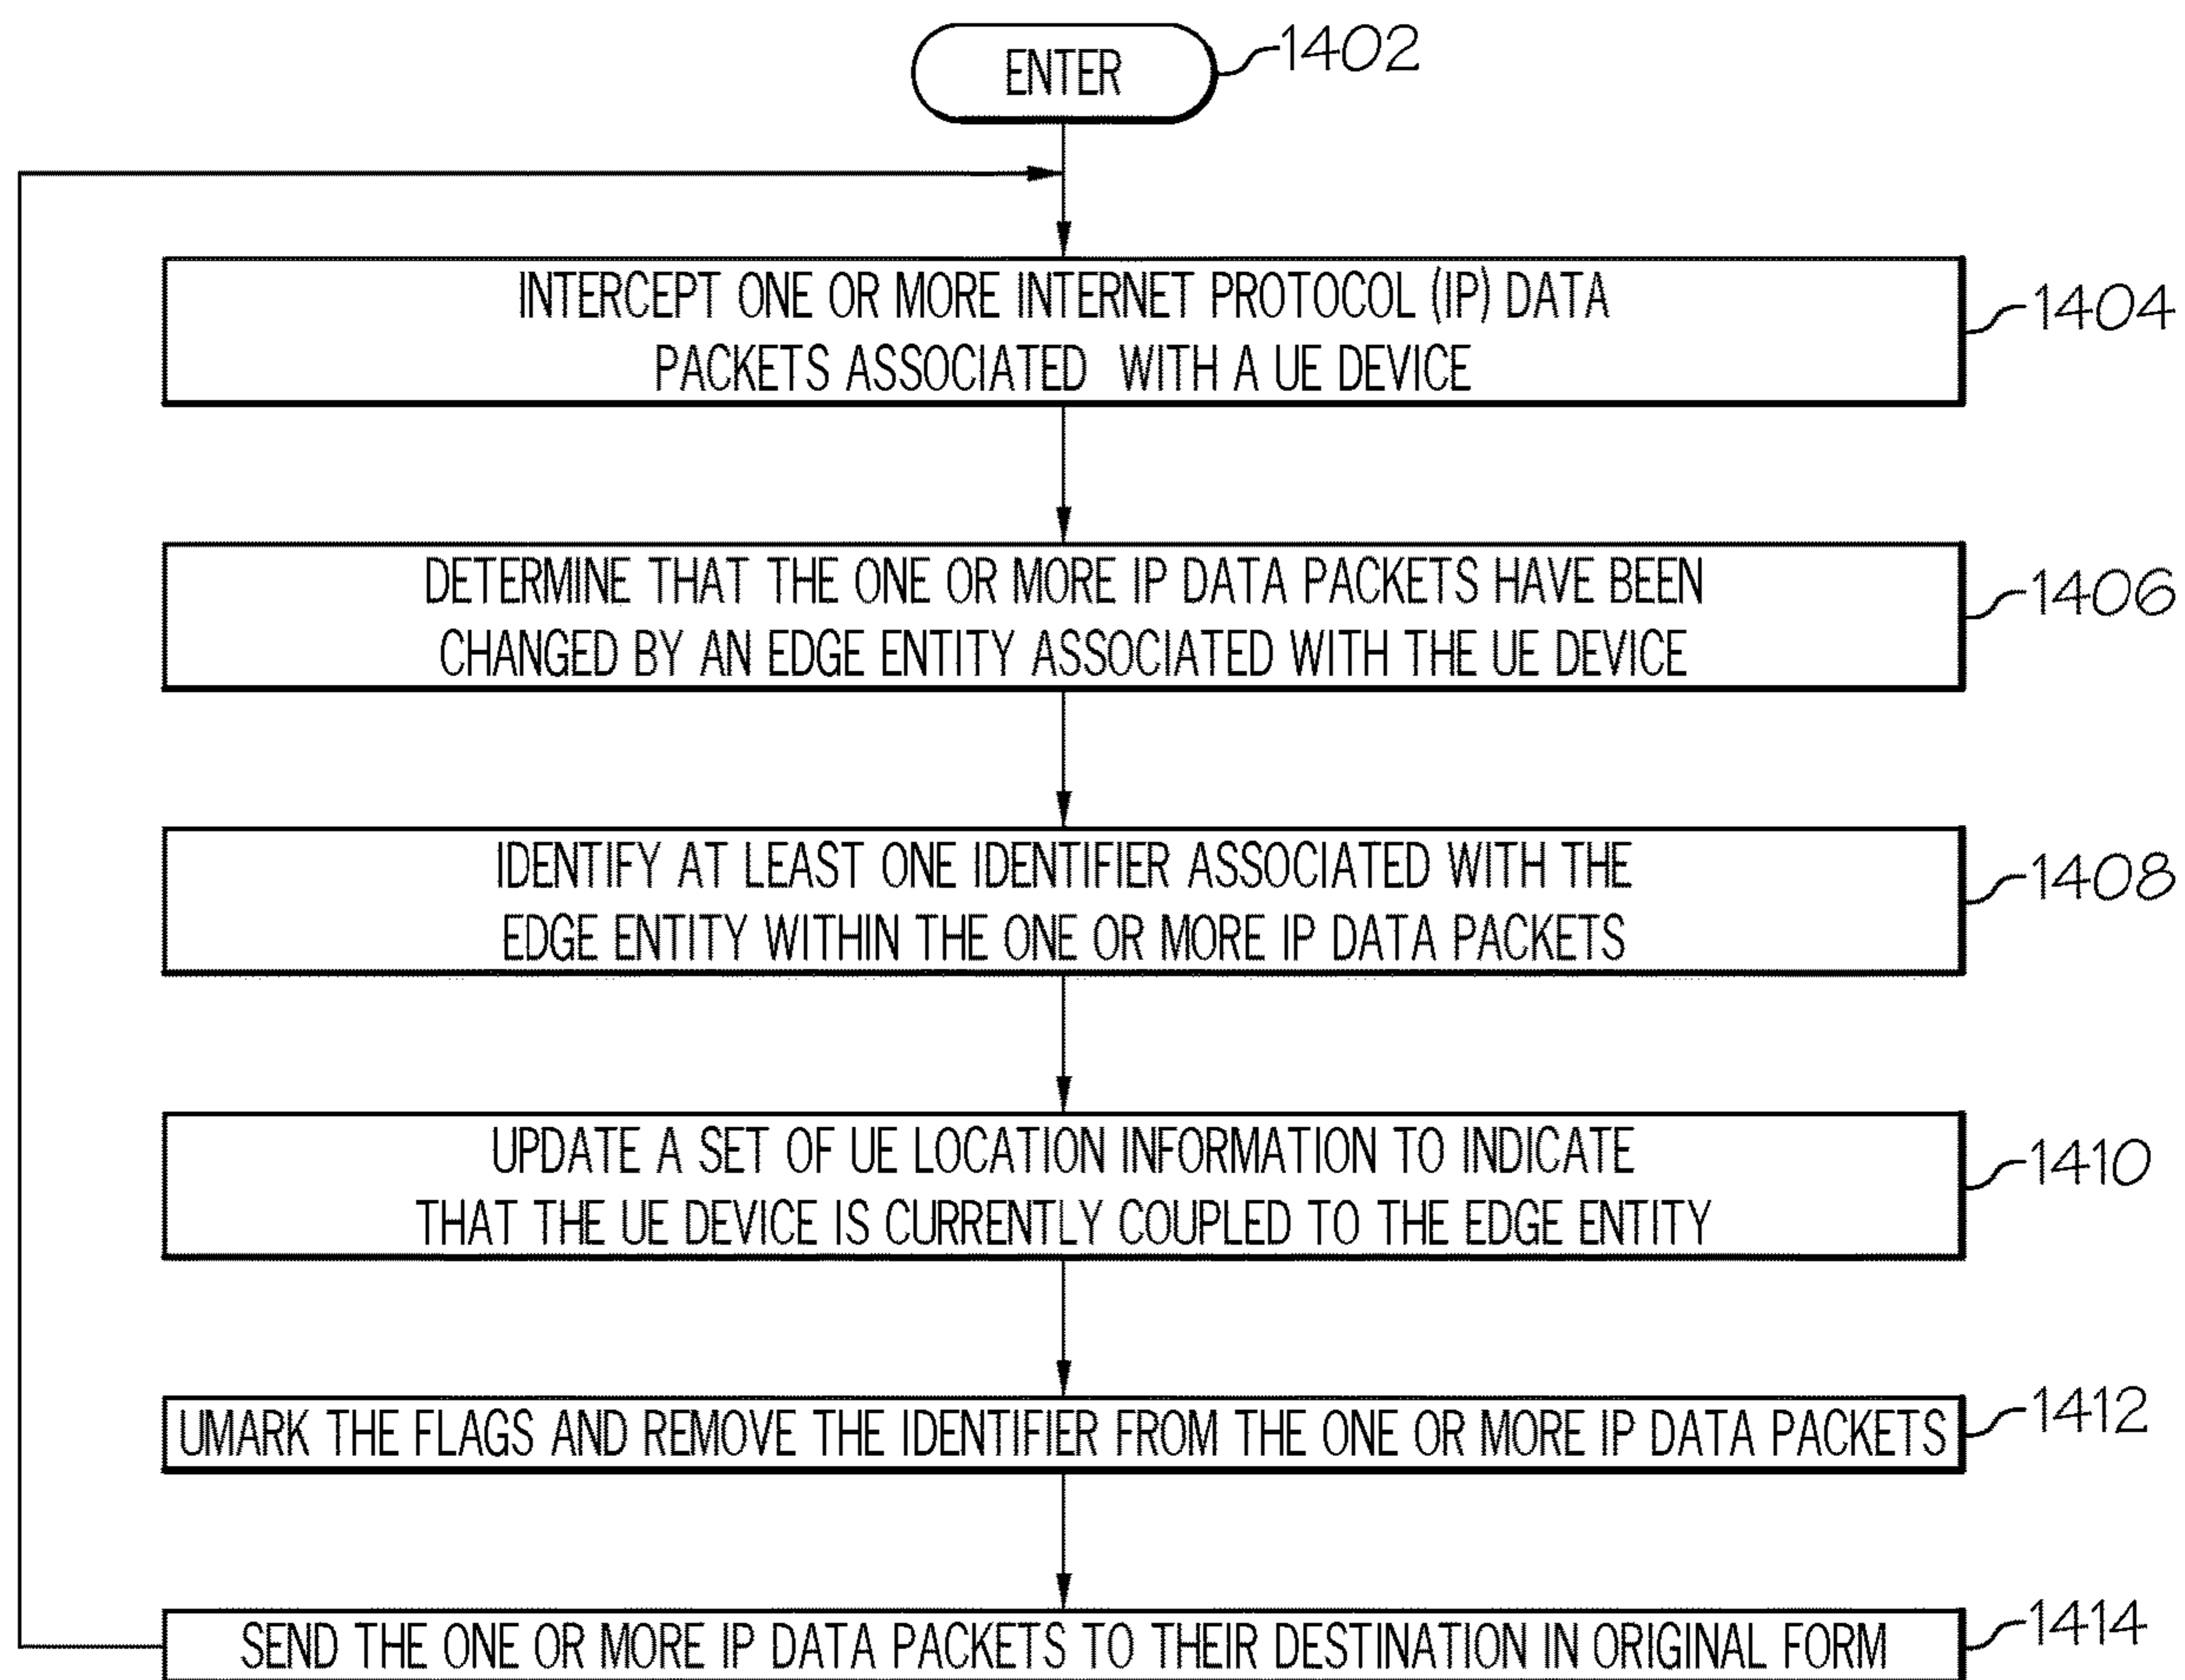 ENTER
1402
INTERCEPT ONE OR MORE INTERNET PROTOCOL (IP) DATA
PACKETS ASSOCIATED WITH A UE DEVICE
1404
DETERMINE THAT THE ONE OR MORE IP DATA PACKETS HAVE BEEN
CHANGED BY AN EDGE ENTITY ASSOCIATED WITH THE UE DEVICE
1406
IDENTIFY AT LEAST ONE IDENTIFIER ASSOCIATED WITH THE
EDGE ENTITY WITHIN THE ONE OR MORE IP DATA PACKETS
1408
UPDATE A SET OF UE LOCATION INFORMATION TO INDICATE
THAT THE UE DEVICE IS CURRENTLY COUPLED TO THE EDGE ENTITY
1410
UMARK THE FLAGS AND REMOVE THE IDENTIFIER FROM THE ONE OR MORE IP DATA PACKETS
1412
SEND THE ONE OR MORE IP DATA PACKETS TO THEIR DESTINATION IN ORIGINAL FORM
1414